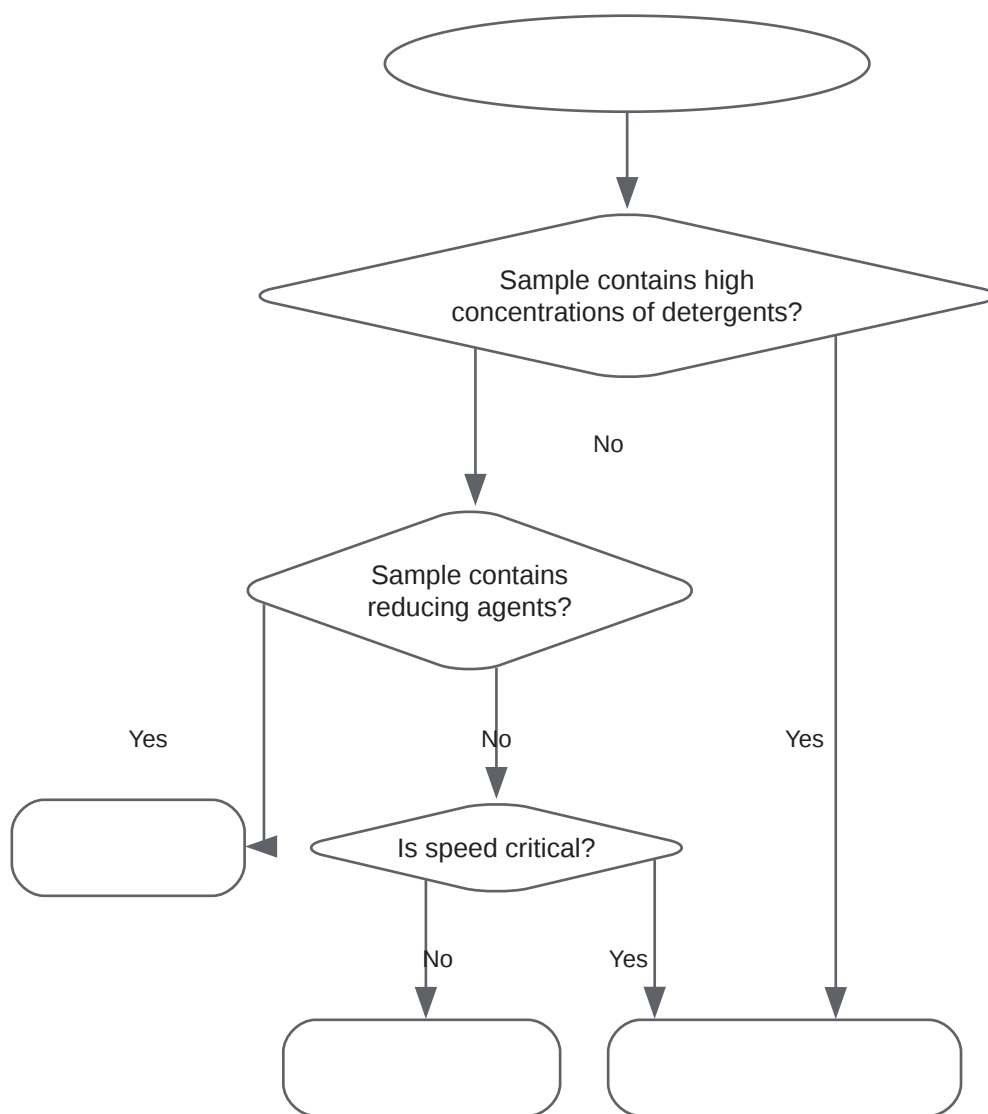 Sample contains high
concentrations of detergents?
No
Sample contains
reducing agents?
Yes
No
Yes
Is speed critical?
No
Yes